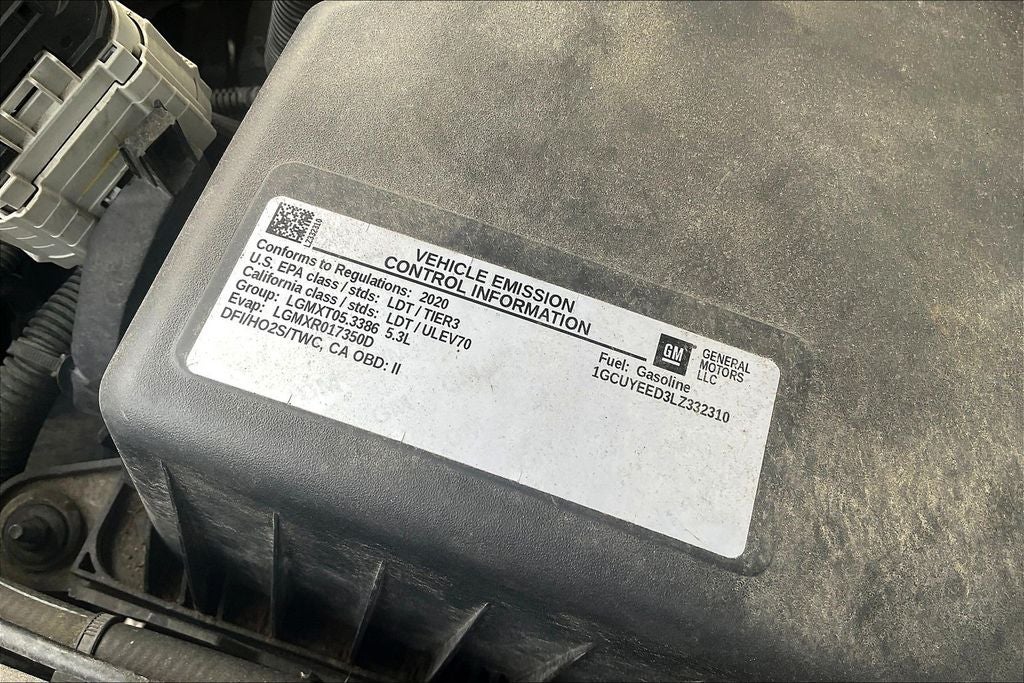 LZ332310
VEHICLE EMISSION
CONTROL INFORMATION
Conforms to Regulations: 2020
U.S. EPA class / stds: LDT / TIER3
California class / stds: LDT / ULEV70
Group: LGMXT05.3386 5.3L
Evap: LGMXR017350D
DFI/HO2S/TWC, CA OBD: II
GM
GENERAL
MOTORS
LLC
Fuel: Gasoline
1GCUYEED3LZ332310